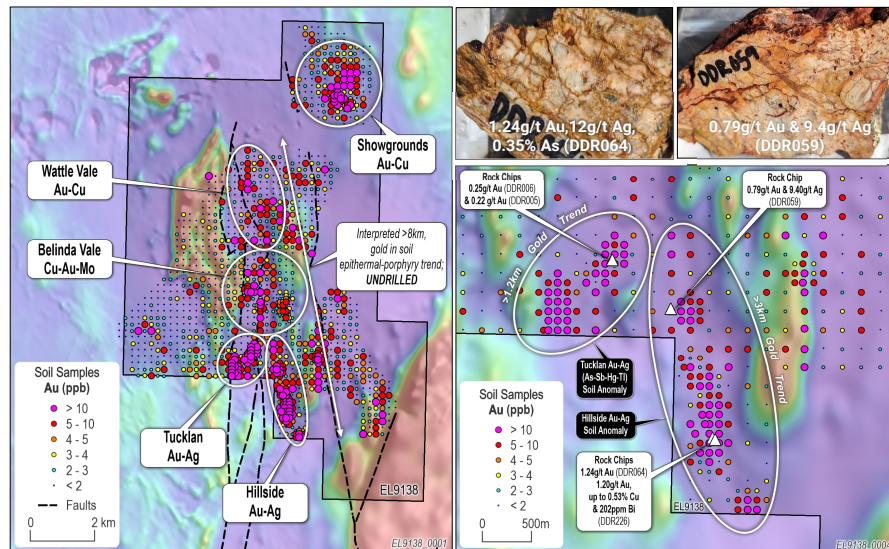 Showgrounds
Au-Cu
Wattle Vale
Au-Cu
Belinda Vale
Cu-Au-Mo
Interpreted >8km,
gold in soil
epithermal-porphyry trend;
UNDRILLED
Tucklan
Au-Ag
Hillside
Au-Ag
Soil Samples
Au (ppb)
> 10
5 - 10
4 - 5
3 - 4
2 - 3
< 2
Faults
0
2 km
EL9138
EL9138_0001
1.24g/t Au,12g/t Ag,
0.35% As (DDR064)
DDR059
0.79g/t Au & 9.4g/t Ag
(DDR059)
Rock Chips
0.25g/t Au (DDR006)
& 0.22 g/t Au (DDR005)
Rock Chip
0.79g/t Au & 9.40g/t Ag
(DDR059)
>1.2km Gold Trend
>3km Gold Trend
Tucklan Au-Ag
(As-Sb-Hg-Tl)
Soil Anomaly
Hillside Au-Ag
Soil Anomaly
Rock Chips
1.24g/t Au (DDR064)
1.20g/t Au,
up to 0.53% Cu
& 202ppm Bi
(DDR226)
Soil Samples
Au (ppb)
> 10
5 - 10
4 - 5
3 - 4
2 - 3
< 2
0
500m
EL9138
EL9138_0004